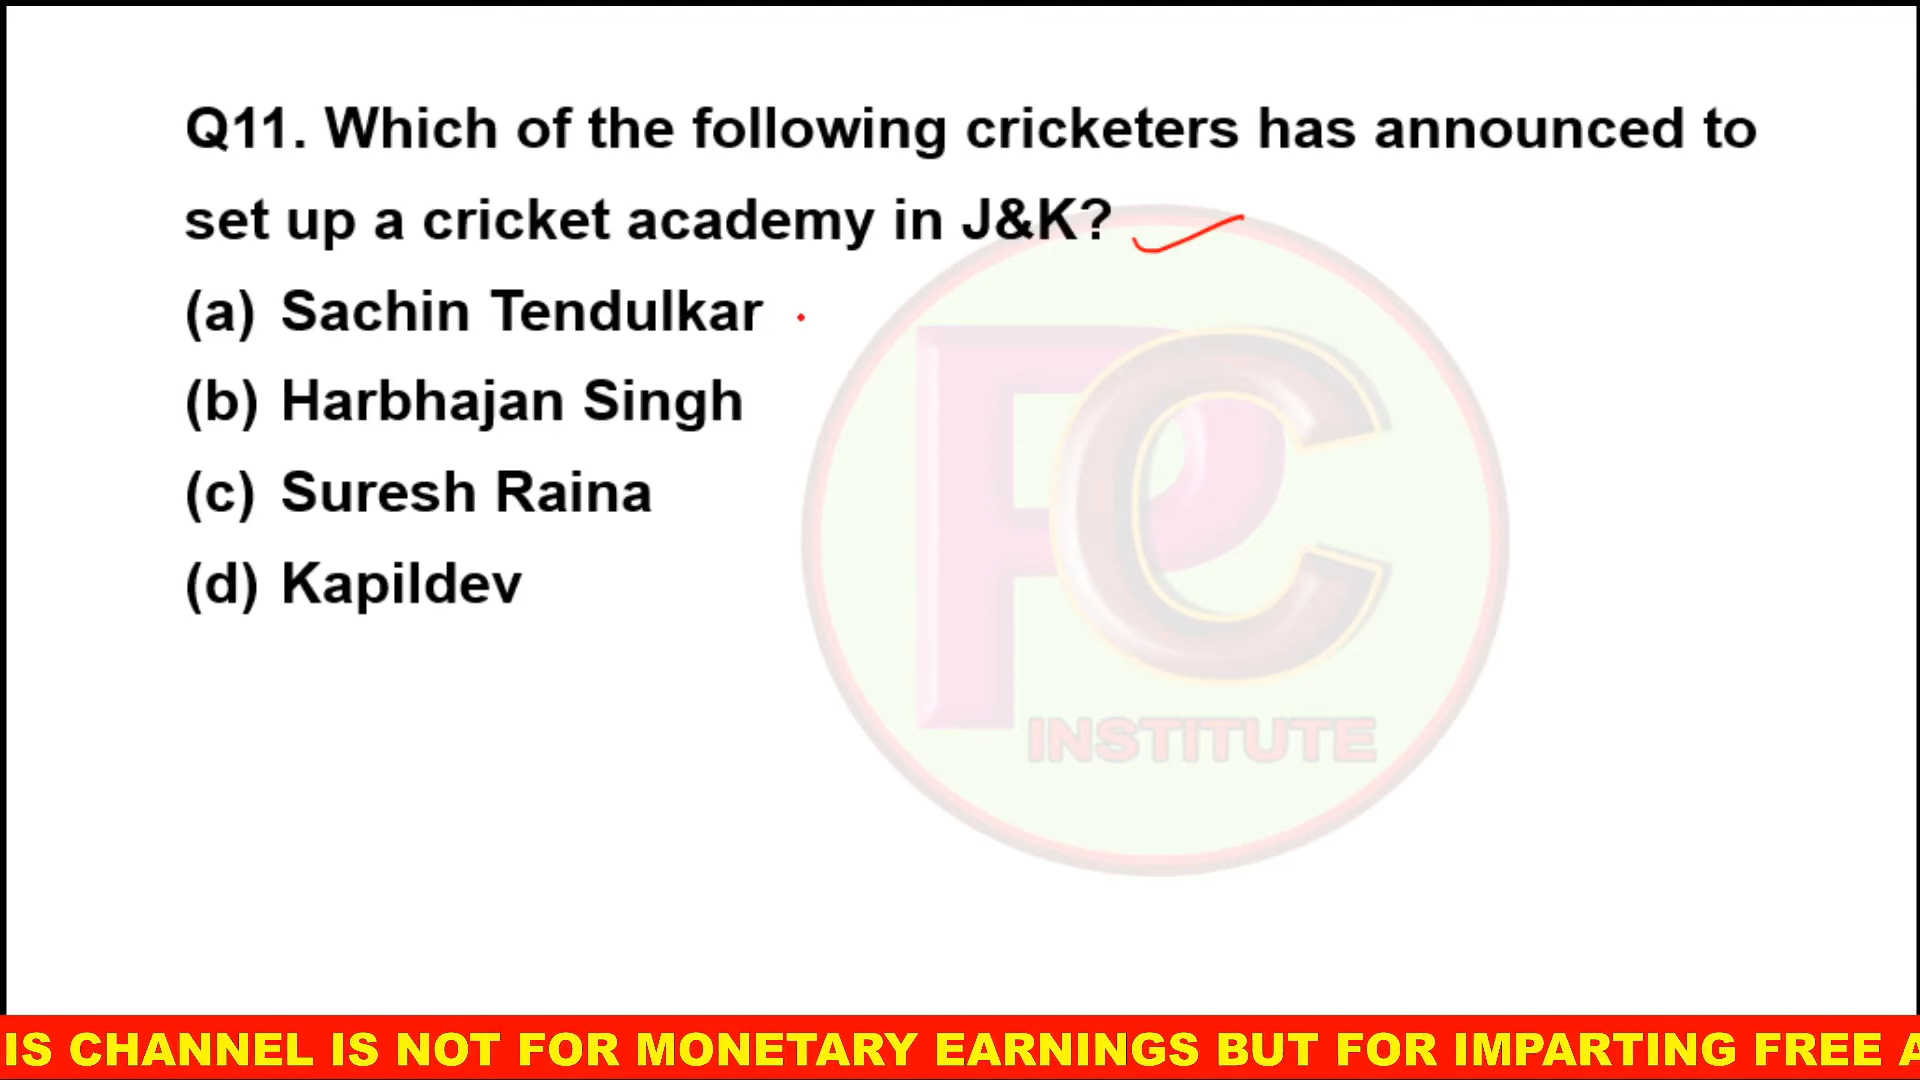 Q11. Which of the following cricketers has announced to
set up a cricket academy in J&K?
(a) Sachin Tendulkar
(b) Harbhajan Singh
(c) Suresh Raina
(d) Kapildev
PC
INSTITUTE
IS CHANNEL IS NOT FOR MONETARY EARNINGS BUT FOR IMPARTING FREE A